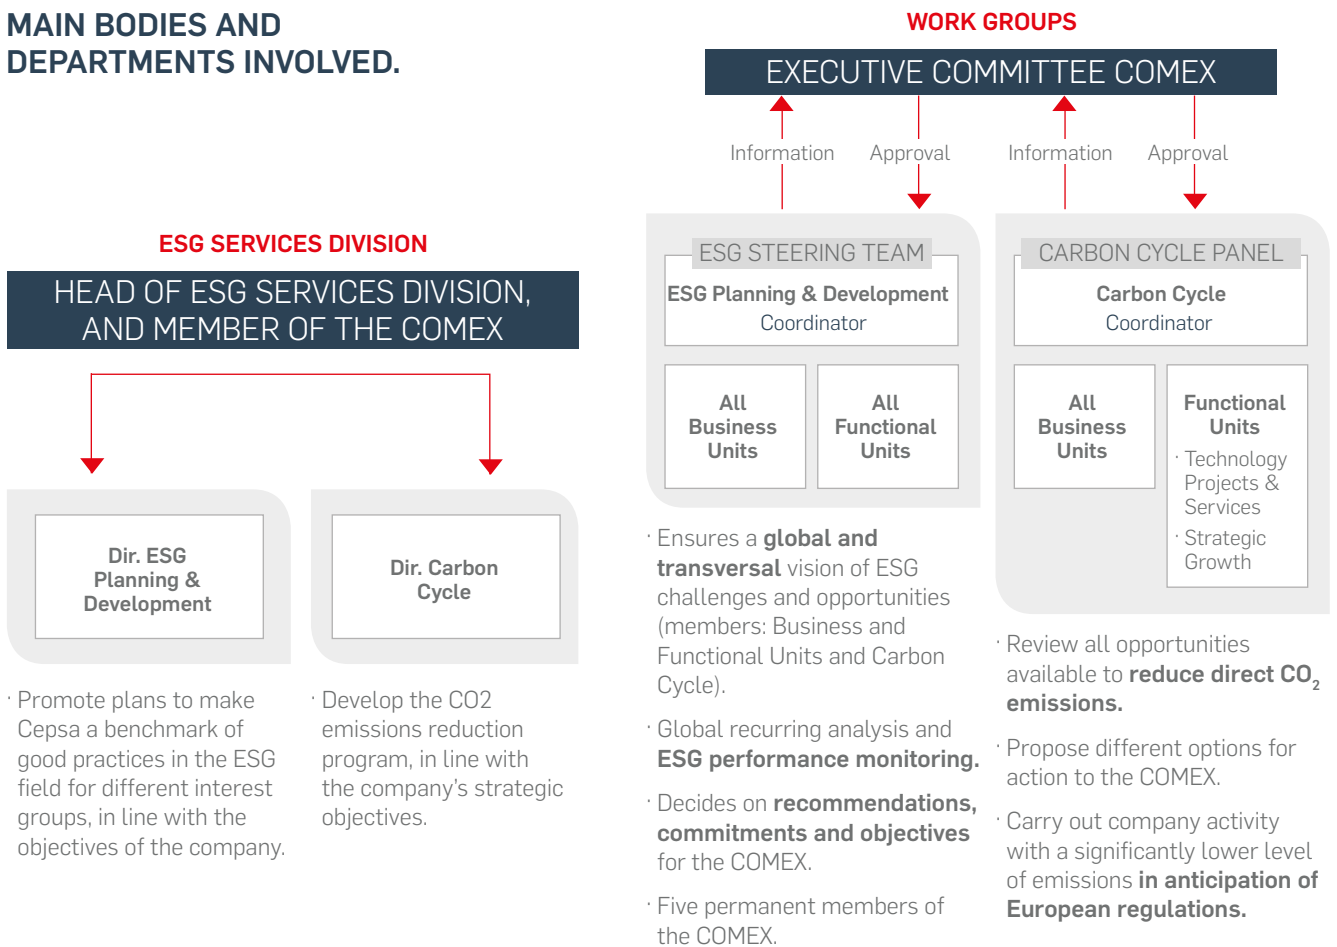 MAIN BODIES AND
DEPARTMENTS INVOLVED.
ESG SERVICES DIVISION
HEAD OF ESG SERVICES DIVISION,
AND MEMBER OF THE COMEX
Dir. ESG
Planning &
Development
· Promote plans to make
Cepsa a benchmark of
good practices in the ESG
field for different interest
groups, in line with the
objectives of the company.
Dir. Carbon
Cycle
· Develop the CO2
emissions reduction
program, in line with
the company's strategic
objectives.
WORK GROUPS
EXECUTIVE COMMITTEE COMEX
Information
Approval
Information
Approval
ESG STEERING TEAM
ESG Planning & Development
Coordinator
All
Business
Units
All
Functional
Units
· Ensures a global and
transversal vision of ESG
challenges and opportunities
(members: Business and
Functional Units and Carbon
Cycle).
· Global recurring analysis and
ESG performance monitoring.
· Decides on recommendations,
commitments and objectives
for the COMEX.
· Five permanent members of
the COMEX.
CARBON CYCLE PANEL
Carbon Cycle
Coordinator
All
Business
Units
Functional
Units
· Technology
Projects &
Services
· Strategic
Growth
· Review all opportunities
available to reduce direct CO₂
emissions.
· Propose different options for
action to the COMEX.
· Carry out company activity
with a significantly lower level
of emissions in anticipation of
European regulations.